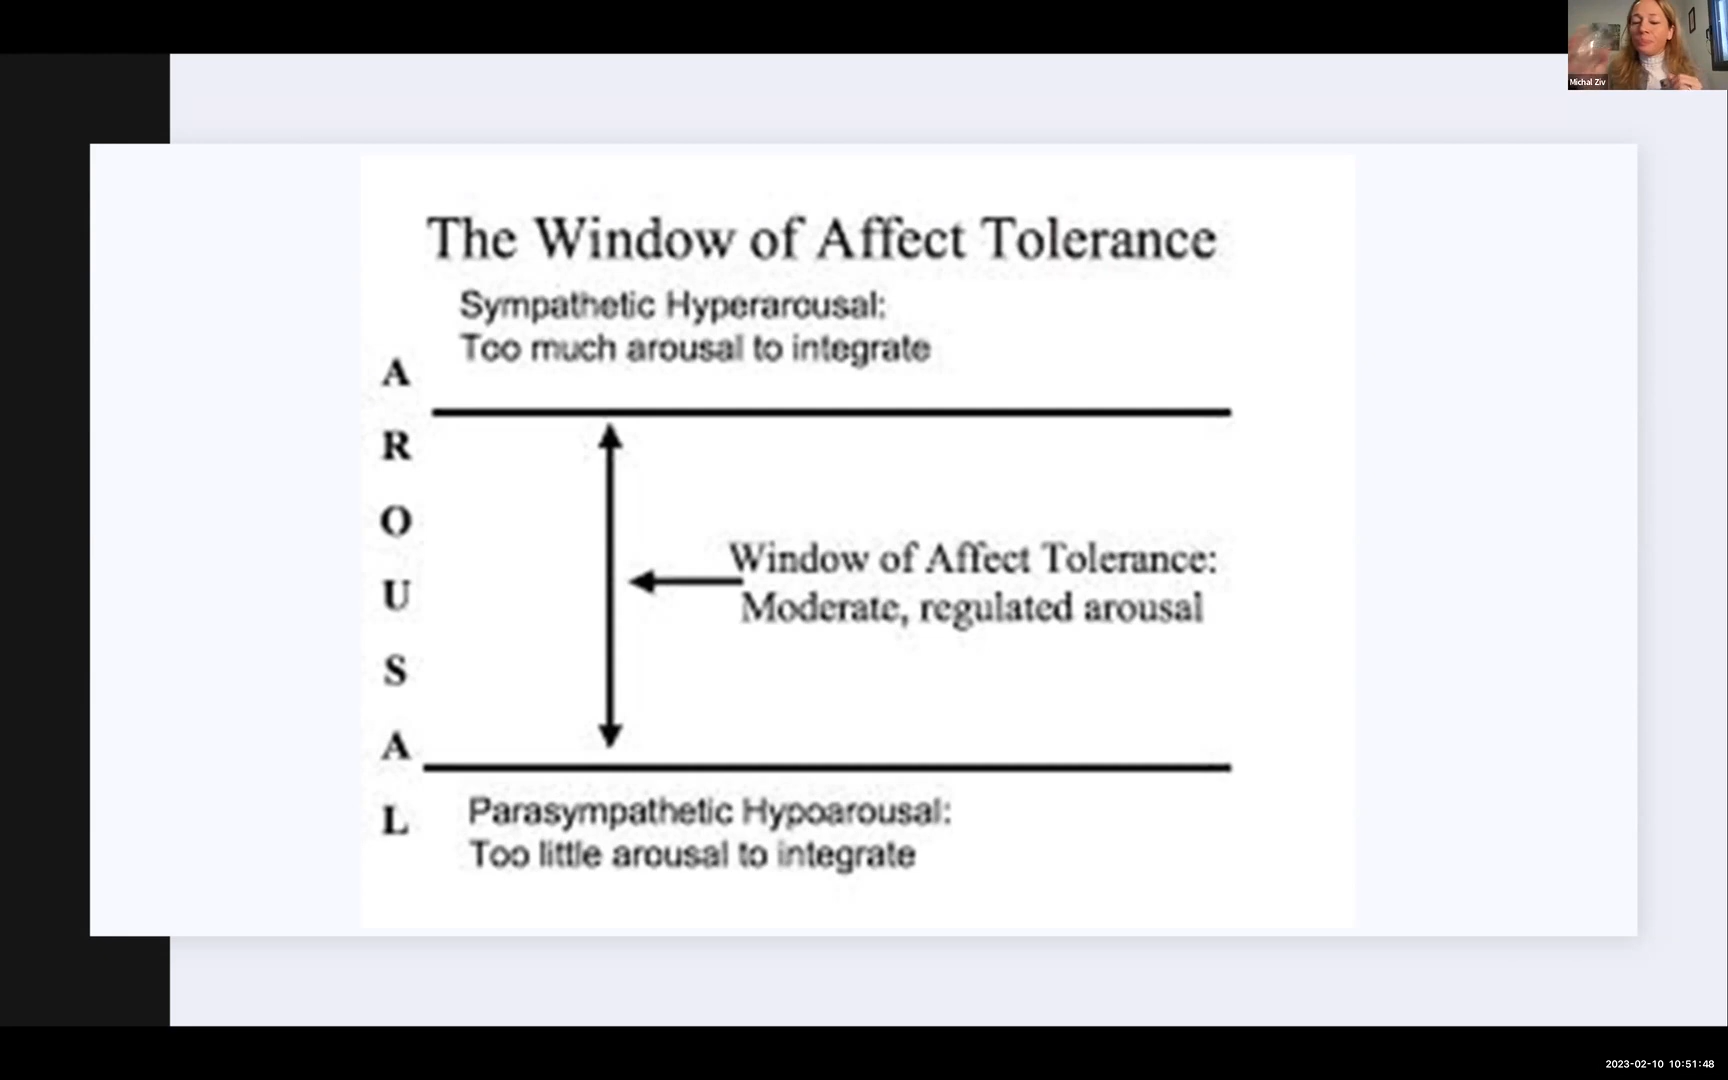 Michal Ziv
The Window of Affect Tolerance
Sympathetic Hyperarousal:
Too much arousal to integrate
A
R
O
U
S
A
L
Window of Affect Tolerance:
Moderate, regulated arousal
Parasympathetic Hypoarousal:
Too little arousal to integrate
2023-02-10 10:51:48